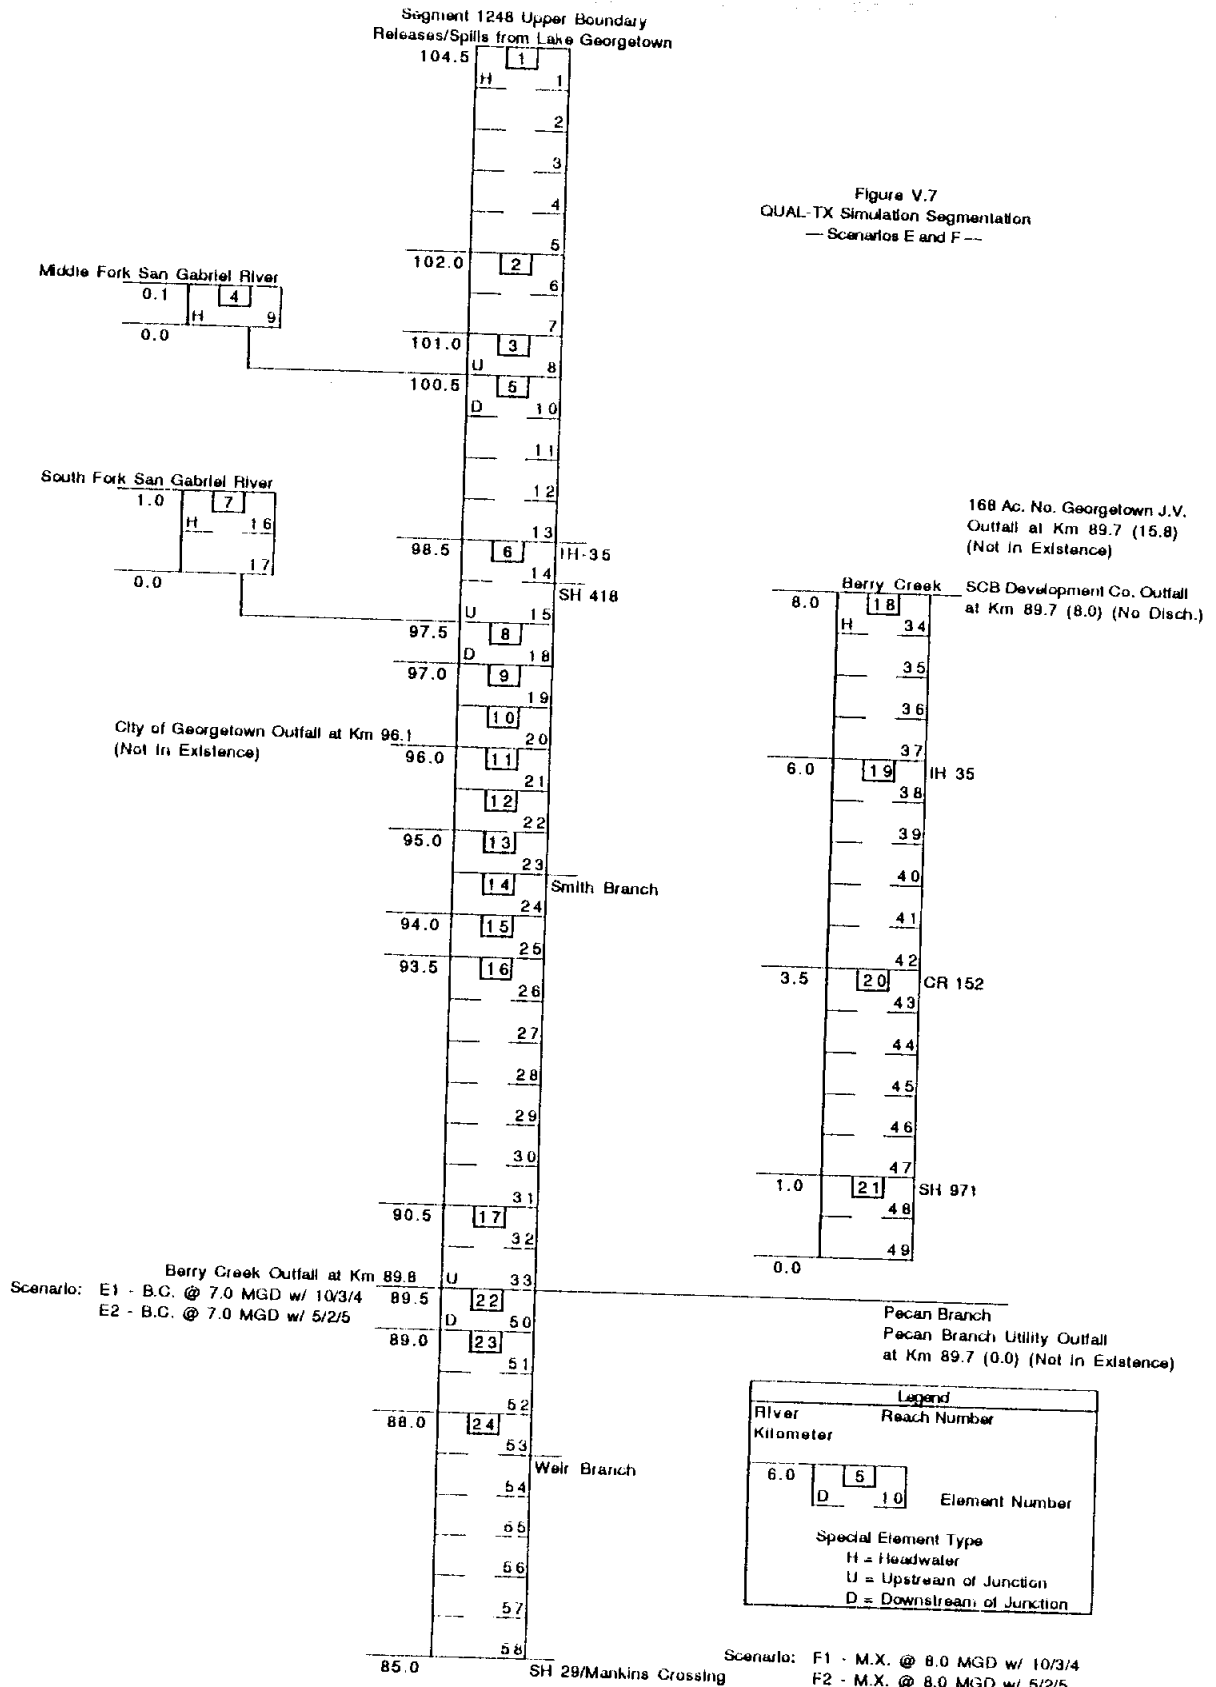 Segment 1248 Upper Boundary
Releases/Spills from Lake Georgetown
104.5
1
H
1
2
3
4
5
Figure V.7
QUAL-TX Simulation Segmentation
— Scenarios E and F —
102.0
2
6
7
Middle Fork San Gabriel River
0.1
4
H
9
0.0
101.0
3
U
8
100.5
5
D
10
11
12
13
South Fork San Gabriel River
1.0
7
H
16
17
0.0
98.5
6
IH-35
14
SH 418
U
15
97.5
8
D
18
97.0
9
19
10
City of Georgetown Outfall at Km 96.1
(Not in Existence)
20
96.0
11
21
12
22
95.0
13
23
14
Smith Branch
24
94.0
15
25
93.5
16
26
27
28
29
30
31
90.5
17
32
Berry Creek Outfall at Km 89.8
U
33
Scenario: E1 - B.C. @ 7.0 MGD w/ 10/3/4
E2 - B.C. @ 7.0 MGD w/ 5/2/5
89.5
22
D
50
89.0
23
51
52
88.0
24
53
Weir Branch
54
55
56
57
58
85.0
SH 29/Mankins Crossing
168 Ac. No. Georgetown J.V.
Outfall at Km 89.7 (15.8)
(Not in Existence)
Berry Creek
SCB Development Co. Outfall
at Km 89.7 (8.0) (No Disch.)
8.0
18
H
34
35
36
37
6.0
19
IH 35
38
39
40
41
42
3.5
20
CR 152
43
44
45
46
47
1.0
21
SH 971
48
49
0.0
Pecan Branch
Pecan Branch Utility Outfall
at Km 89.7 (0.0) (Not in Existence)
Legend
River
Kilometer
Reach Number
6.0
5
D
10
Element Number
Special Element Type
H = Headwater
U = Upstream of Junction
D = Downstream of Junction
Scenario: F1 - M.X. @ 8.0 MGD w/ 10/3/4
F2 - M.X. @ 8.0 MGD w/ 5/2/5